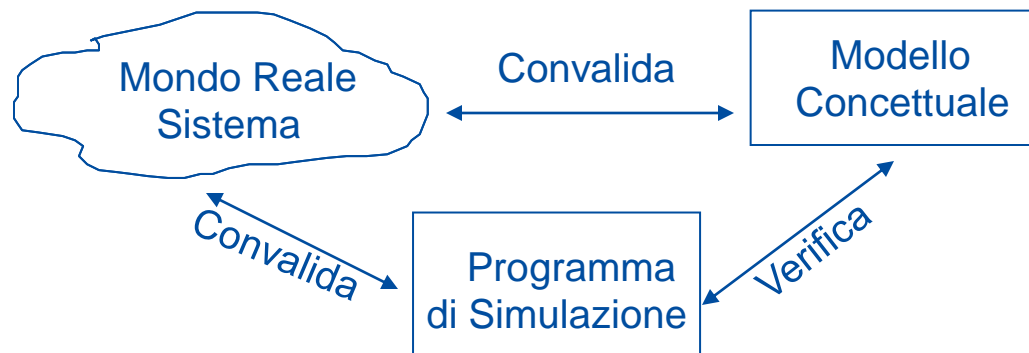 Mondo Reale
Sistema
Convalida
Modello
Concettuale
Convalida
Programma
di Simulazione
Verifica